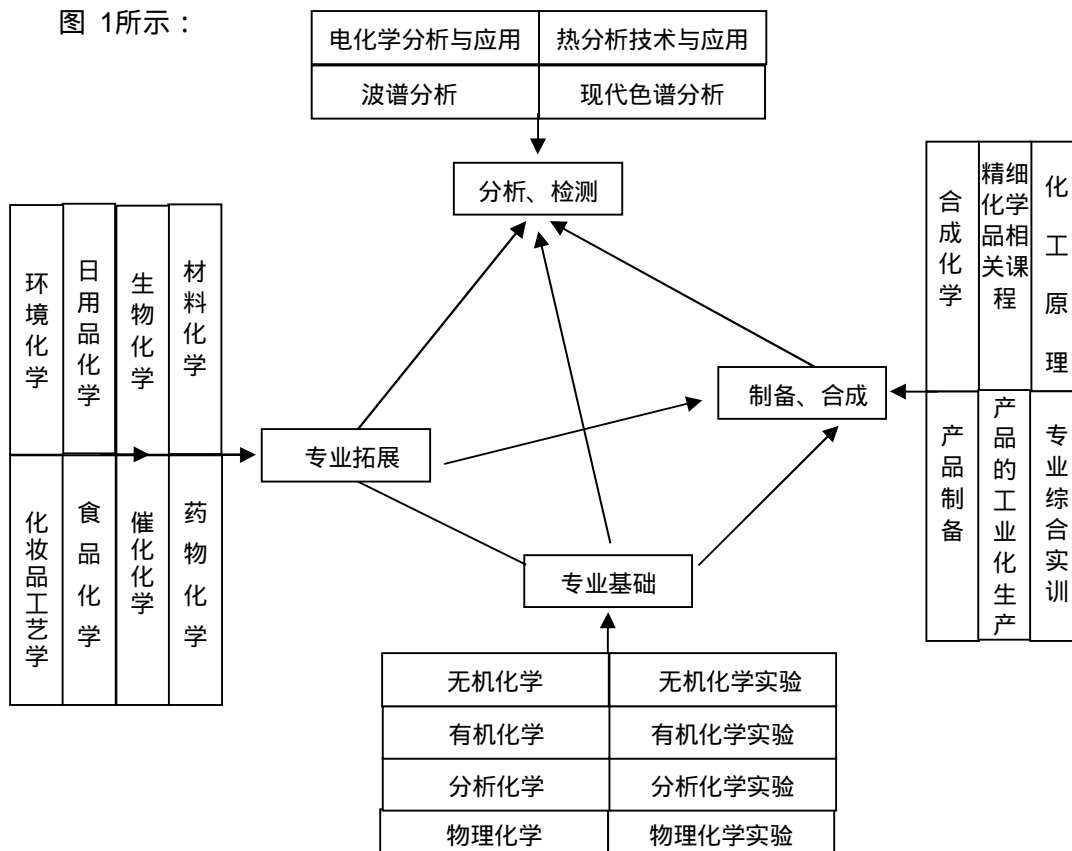 图 1所示：
电化学分析与应用
热分析技术与应用
波谱分析
现代色谱分析
分析、检测
环境化学
日用品化学
生物化学
材料化学
合成化学
精细
化学
品相
关课
程
化工原理
制备、合成
专业拓展
化妆品工艺学
食品化学
催化化学
药物化学
产品制备
产品的工业化生产
专业综合实训
专业基础
无机化学
无机化学实验
有机化学
有机化学实验
分析化学
分析化学实验
物理化学
物理化学实验